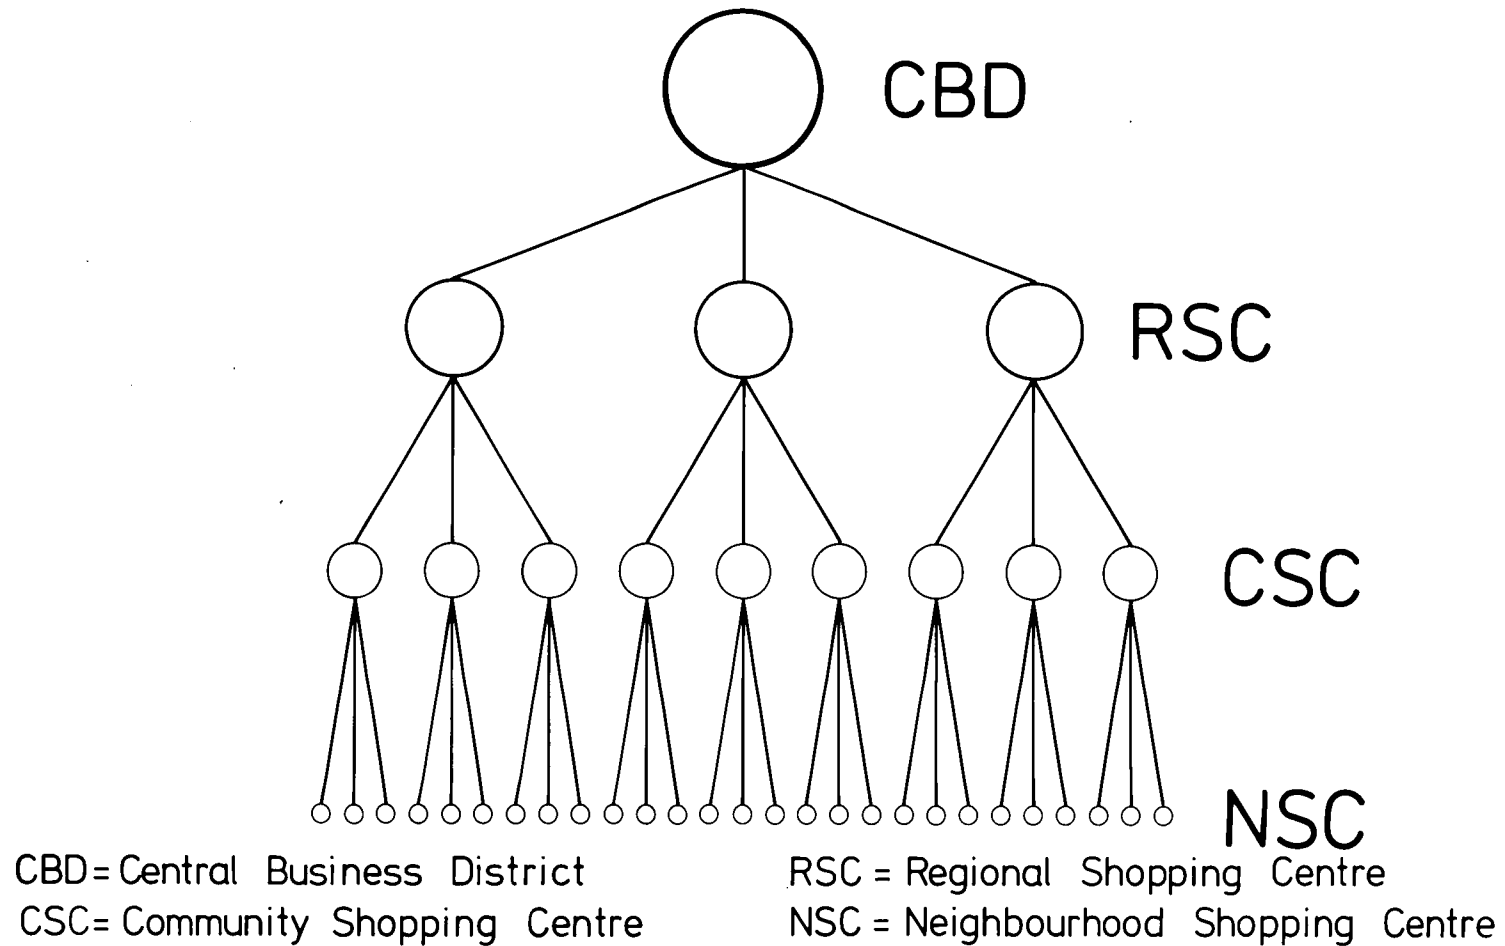 CBD
RSC
CSC
NSC
CBD = Central Business District
RSC = Regional Shopping Centre
CSC = Community Shopping Centre
NSC = Neighbourhood Shopping Centre